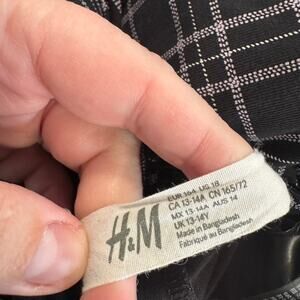 H&M
EUR 164 US 18
CA 13-14A CN 165/72
MX 13-14A AUS 14
UK 13-14Y
Made in Bangladesh
Fabriqué au Bangladesh